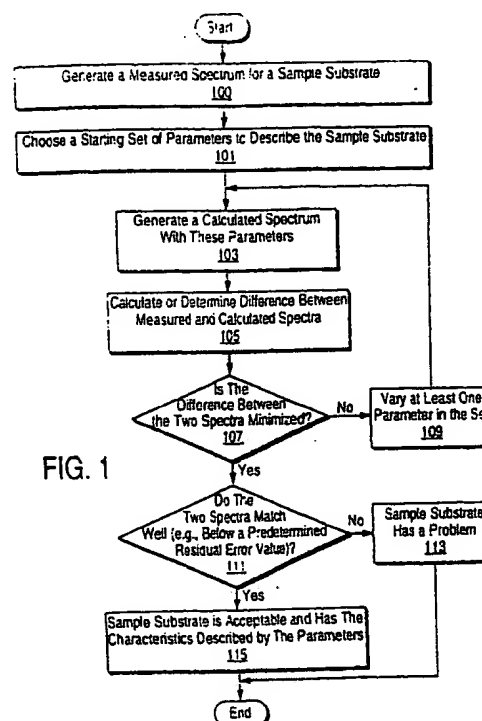 Start
Generate a Measured Spectrum for a Sample Substrate
100
Choose a Starting Set of Parameters to Describe the Sample Substrate
101
Generate a Calculated Spectrum
With These Parameters
103
Calculate or Determine Difference Between
Measured and Calculated Spectra
105
Is The
Difference Between
the Two Spectra Minimized?
107
No
Vary at Least One
Parameter in the Set
109
Yes
FIG. 1
Do The
Two Spectra Match
Well (e.g., Below a Predetermined
Residual Error Value)?
111
No
Sample Substrate
Has a Problem
113
Yes
Sample Substrate is Acceptable and Has The
Characteristics Described by The Parameters
115
End